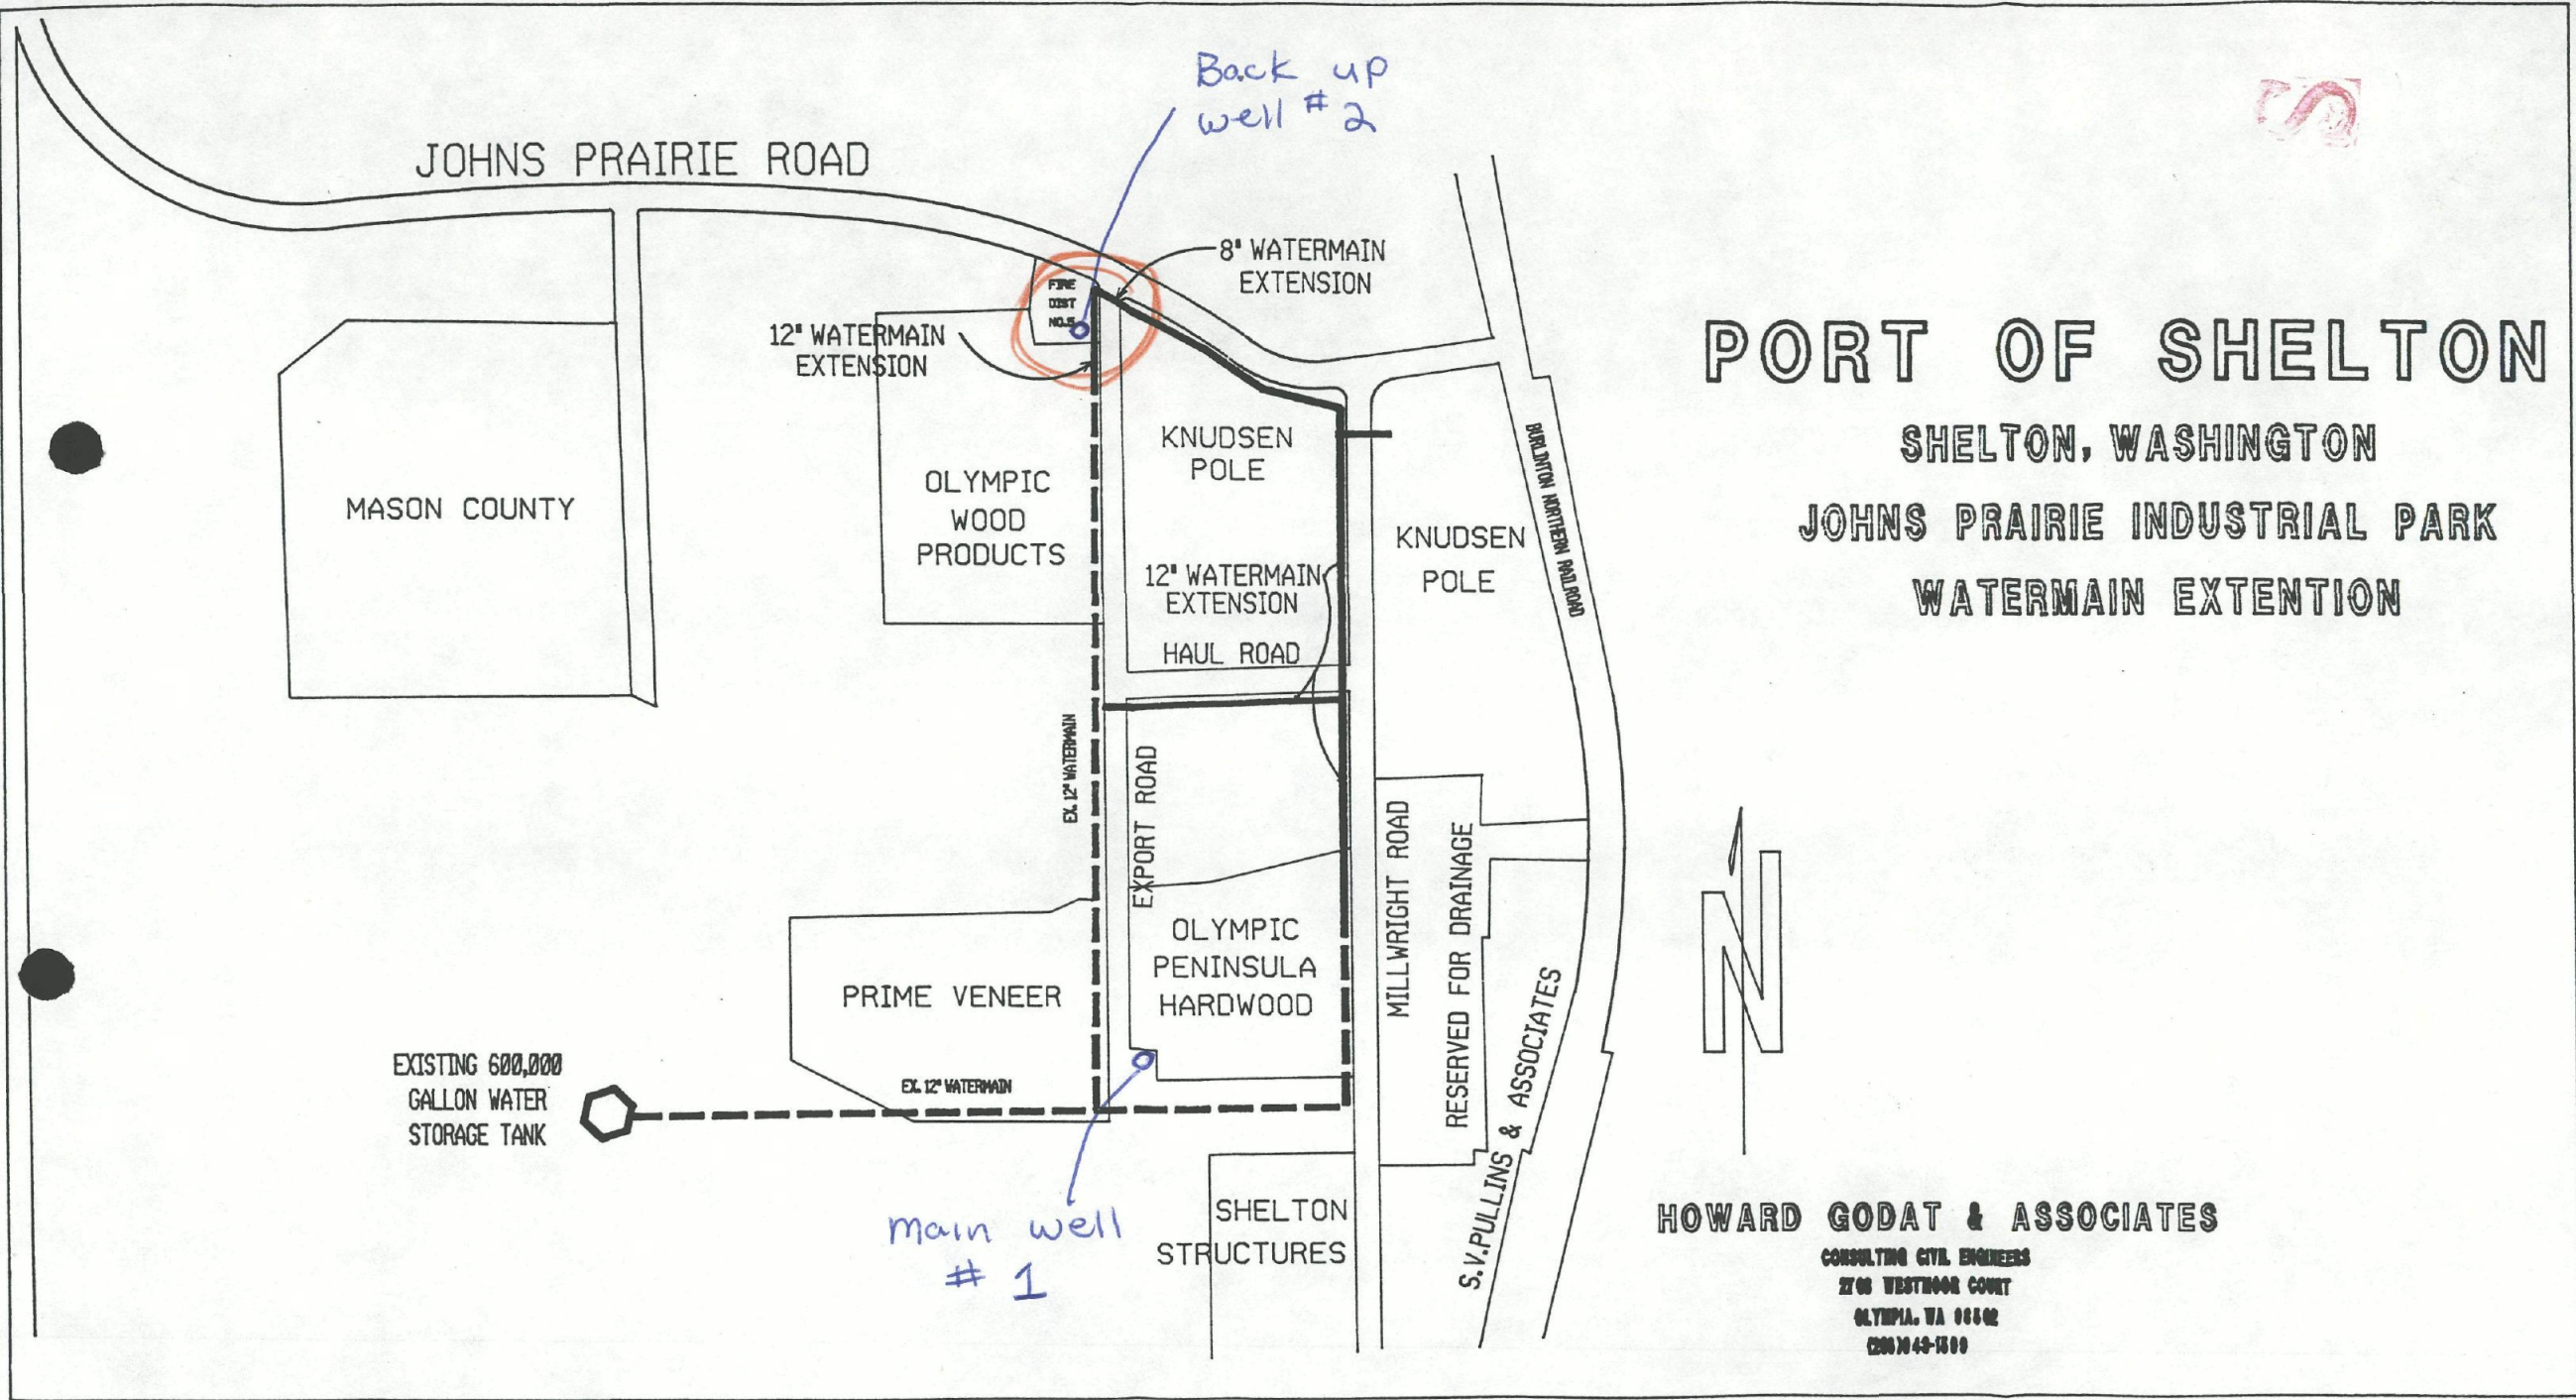 Back up
well # 2
JOHNS PRAIRIE ROAD
8" WATERMAIN
EXTENSION
FIRE
DIST
NO.5
12" WATERMAIN
EXTENSION
PORT OF SHELTON
SHELTON, WASHINGTON
JOHNS PRAIRIE INDUSTRIAL PARK
WATERMAIN EXTENTION
KNUDSEN
POLE
MASON COUNTY
OLYMPIC
WOOD
PRODUCTS
BURLINTON NORTHERN RAILROAD
KNUDSEN
POLE
12" WATERMAIN
EXTENSION
HAUL ROAD
EX. 12" WATERMAIN
EXPORT ROAD
MILLWRIGHT ROAD
RESERVED FOR DRAINAGE
OLYMPIC
PENINSULA
HARDWOOD
PRIME VENEER
S.V.PULLINS & ASSOCIATES
N
EXISTING 600,000
GALLON WATER
STORAGE TANK
EX. 12" WATERMAIN
main well
# 1
SHELTON
STRUCTURES
HOWARD GODAT & ASSOCIATES
CONSULTING CIVIL ENGINEERS
WESTMOOR COURT
OLYMPIA, WA